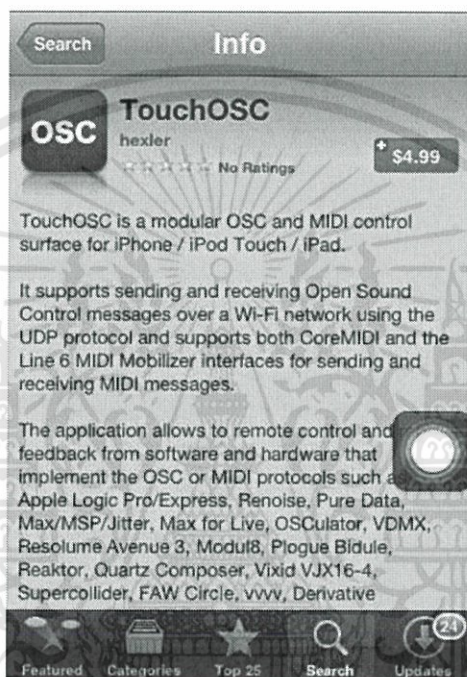 Search
Info
OSC
TouchOSC
hexler
No Ratings
+
$4.99
TouchOSC is a modular OSC and MIDI control
surface for iPhone / iPod Touch / iPad.
It supports sending and receiving Open Sound
Control messages over a Wi-Fi network using the
UDP protocol and supports both CoreMIDI and the
Line 6 MIDI Mobilizer interfaces for sending and
receiving MIDI messages.
The application allows to remote control and
feedback from software and hardware that
implement the OSC or MIDI protocols such a
Apple Logic Pro/Express, Renoise, Pure Data,
Max/MSP/Jitter, Max for Live, OSCulator, VDMX,
Resolume Avenue 3, Modul8, Plogue Bidule,
Reaktor, Quartz Composer, Vixid VJX16-4,
Supercollider, FAW Circle, vvvv, Derivative
Featured
Categories
Top 25
Search
Updates
24